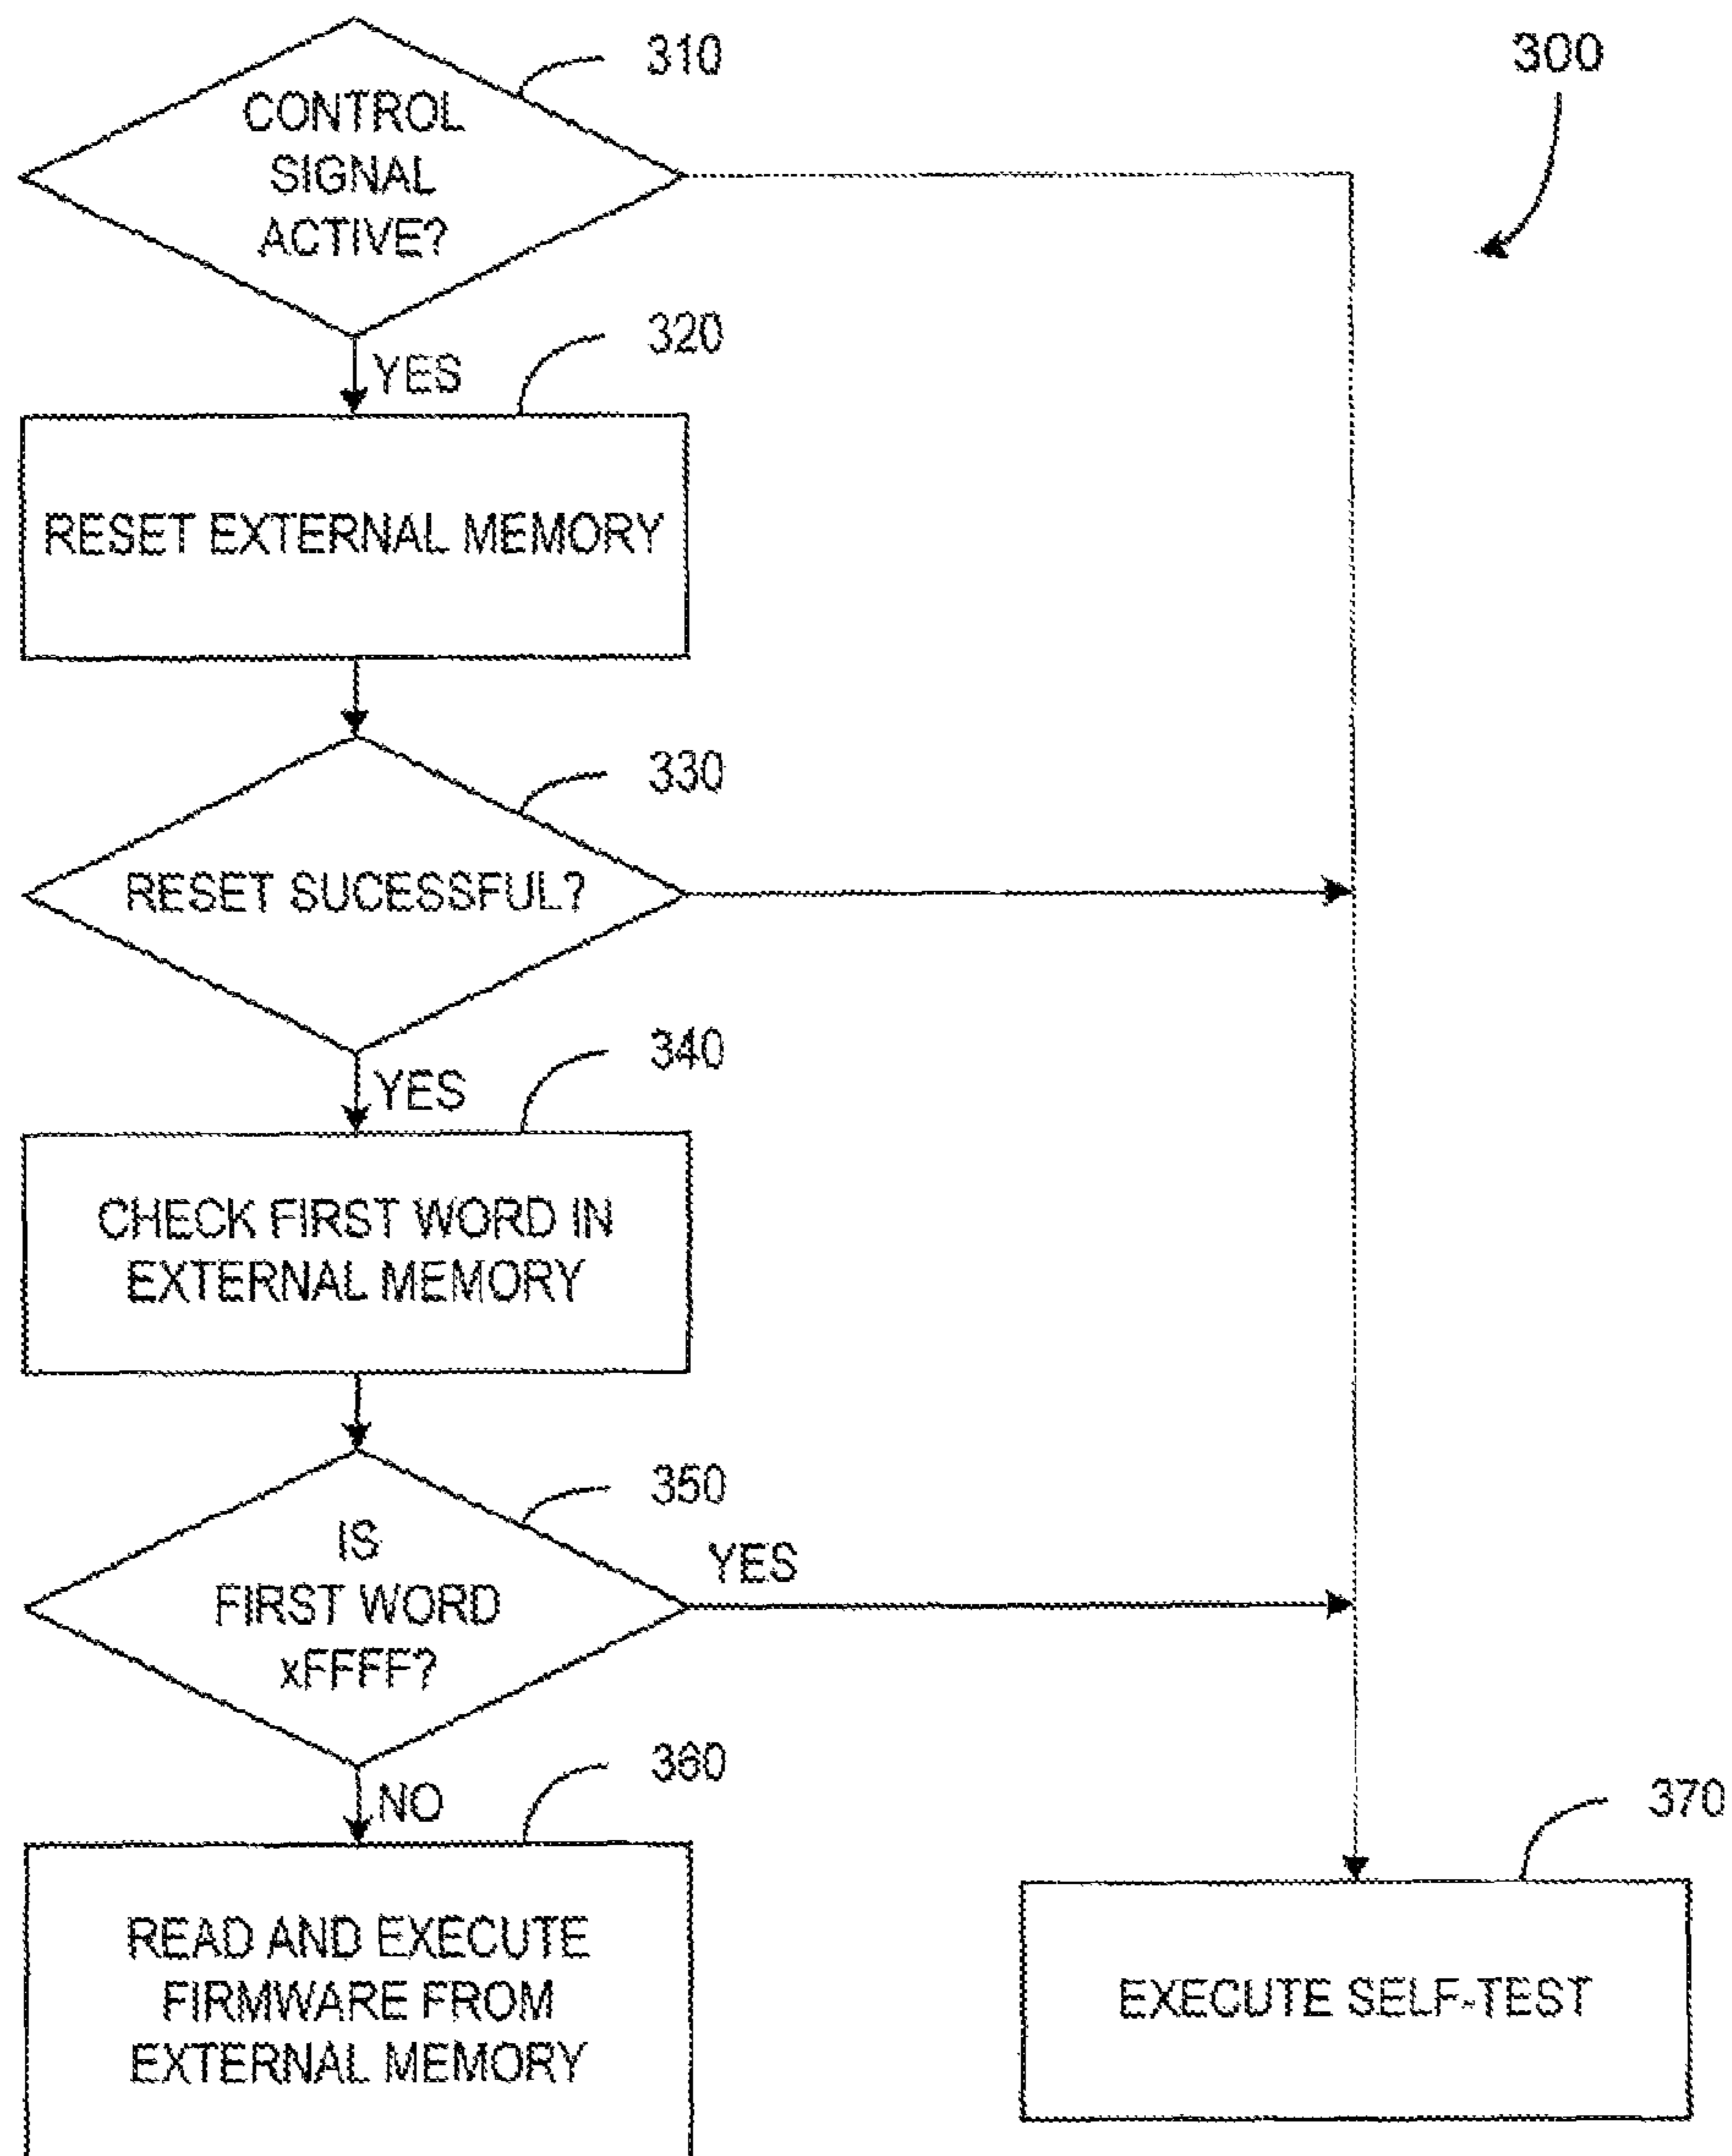 310
300
CONTROL
SIGNAL
ACTIVE?
320
YES
RESET EXTERNAL MEMORY
330
RESET SUCESSFUL?
340
YES
CHECK FIRST WORD IN
EXTERNAL MEMORY
350
IS
FIRST WORD
xFFFF?
YES
360
NO
370
READ AND EXECUTE
FIRMWARE FROM
EXTERNAL MEMORY
EXECUTE SELF-TEST